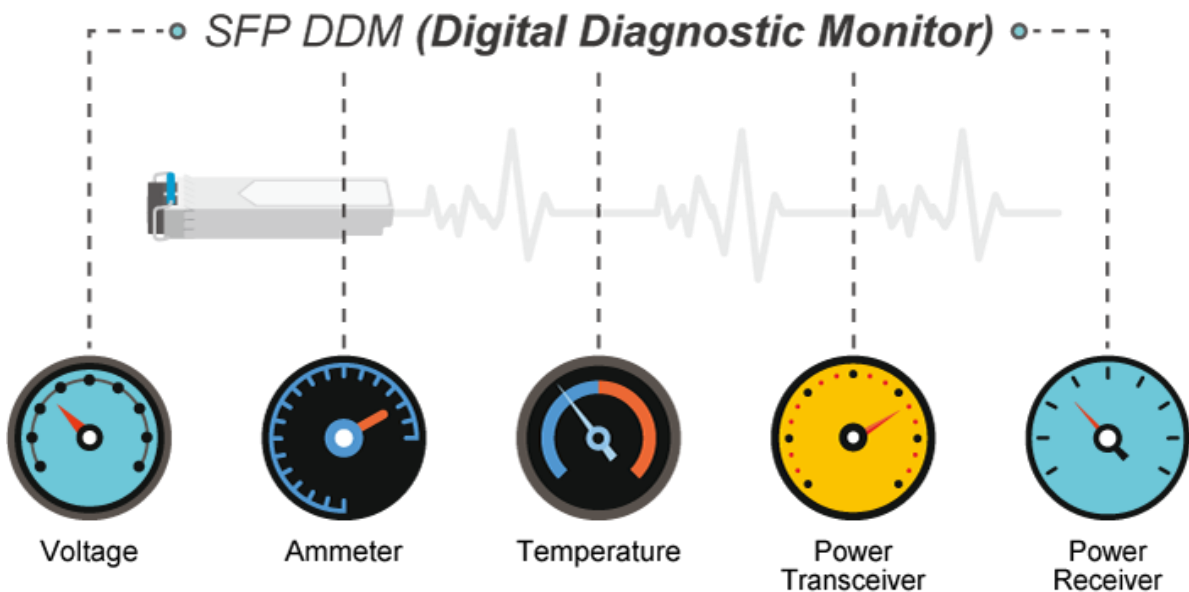 SFP DDM (Digital Diagnostic Monitor)
Voltage
Ammeter
Temperature
Power
Transceiver
Power
Receiver